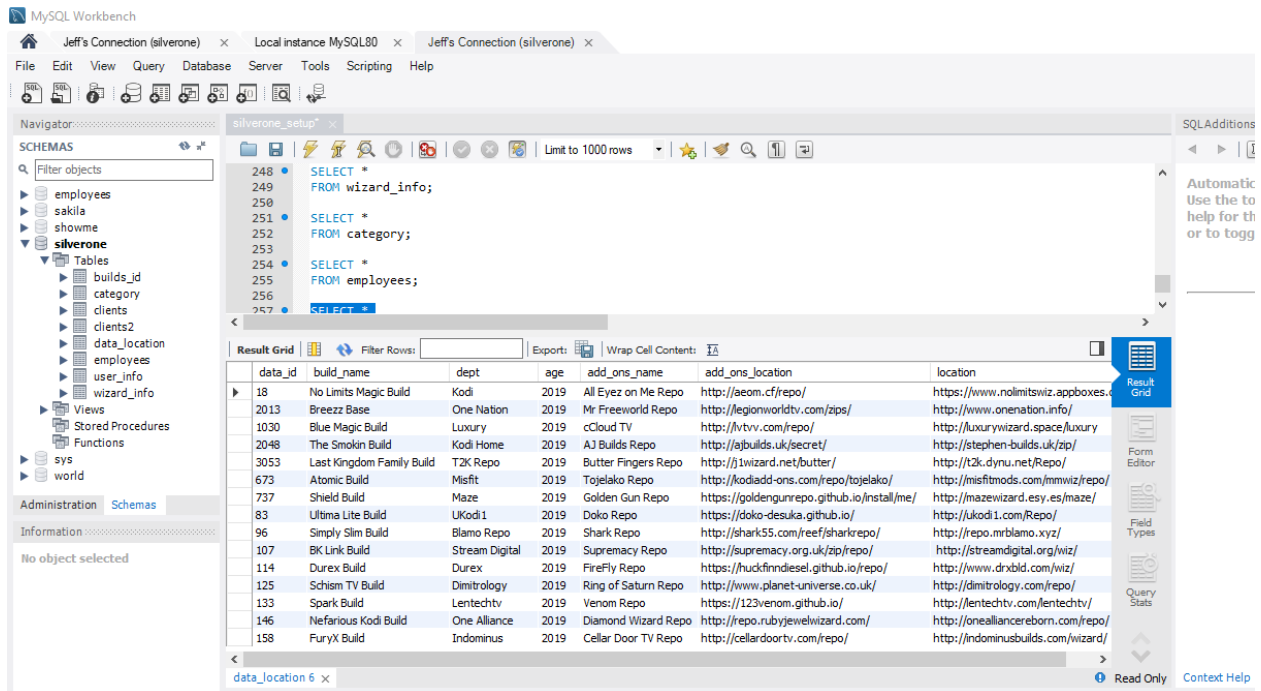 MySQL Workbench
Jeff's Connection (silverone) × Local instance MySQL80 × Jeff's Connection (silverone) ×
File Edit View Query Database Server Tools Scripting Help
Navigator
SCHEMAS
Filter objects
employees
sakila
showme
silverone
Tables
builds_id
category
clients
clients2
data_location
employees
user_info
wizard_info
Views
Stored Procedures
Functions
sys
world
Administration Schemas
Information
No object selected
silverone_setup* ×
Limit to 1000 rows
248 SELECT *
249 FROM wizard_info;
250
251 SELECT *
252 FROM category;
253
254 SELECT *
255 FROM employees;
256
257 SELECT *
Result Grid Filter Rows: Export: Wrap Cell Content:
data_id build_name dept age add_ons_name add_ons_location location
18 No Limits Magic Build Kodi 2019 All Eyez on Me Repo http://aeom.cf/repo/ https://www.nolimitswiz.appboxes.
2013 Breezz Base One Nation 2019 Mr Freeworld Repo http://legionworldtv.com/zips/ http://www.onenation.info/
1030 Blue Magic Build Luxury 2019 cCloud TV http://lvtvv.com/repo/ http://luxurywizard.space/luxury
2048 The Smokin Build Kodi Home 2019 AJ Builds Repo http://ajbuilds.uk/secret/ http://stephen-builds.uk/zip/
3053 Last Kingdom Family Build T2K Repo 2019 Butter Fingers Repo http://j1wizard.net/butter/ http://t2k.dynu.net/Repo/
673 Atomic Build Misfit 2019 Tojelako Repo http://kodiadd-ons.com/repo/tojelako/ http://misfitmods.com/mmwiz/repo/
737 Shield Build Maze 2019 Golden Gun Repo https://goldengunrepo.github.io/install/me/ http://mazewizard.esy.es/maze/
83 Ultima Lite Build UKodi1 2019 Doko Repo https://doko-desuka.github.io/ http://ukodi1.com/Repo/
96 Simply Slim Build Blamo Repo 2019 Shark Repo http://shark55.com/reef/sharkrepo/ http://repo.mrblamo.xyz/
107 BK Link Build Stream Digital 2019 Supremacy Repo http://supremacy.org.uk/zip/repo/ http://streamdigital.org/wiz/
114 Durex Build Durex 2019 FireFly Repo https://huckfinndiesel.github.io/repo/ http://www.drxbld.com/wiz/
125 Schism TV Build Dimitrology 2019 Ring of Saturn Repo http://www.planet-universe.co.uk/ http://dimitrology.com/repo/
133 Spark Build Lentechtv 2019 Venom Repo https://123venom.github.io/ http://lentechtv.com/lentechtv/
146 Nefarious Kodi Build One Alliance 2019 Diamond Wizard Repo http://repo.rubyjewelwizard.com/ http://onealliancereborn.com/repo/
158 FuryX Build Indominus 2019 Cellar Door TV Repo http://cellardoortv.com/repo/ http://indominusbuilds.com/wizard/
Result
Grid
Form
Editor
Field
Types
Query
Stats
data_location 6 ×
Read Only
SQLAdditions
Automatic
Use the to
help for th
or to togg
Context Help